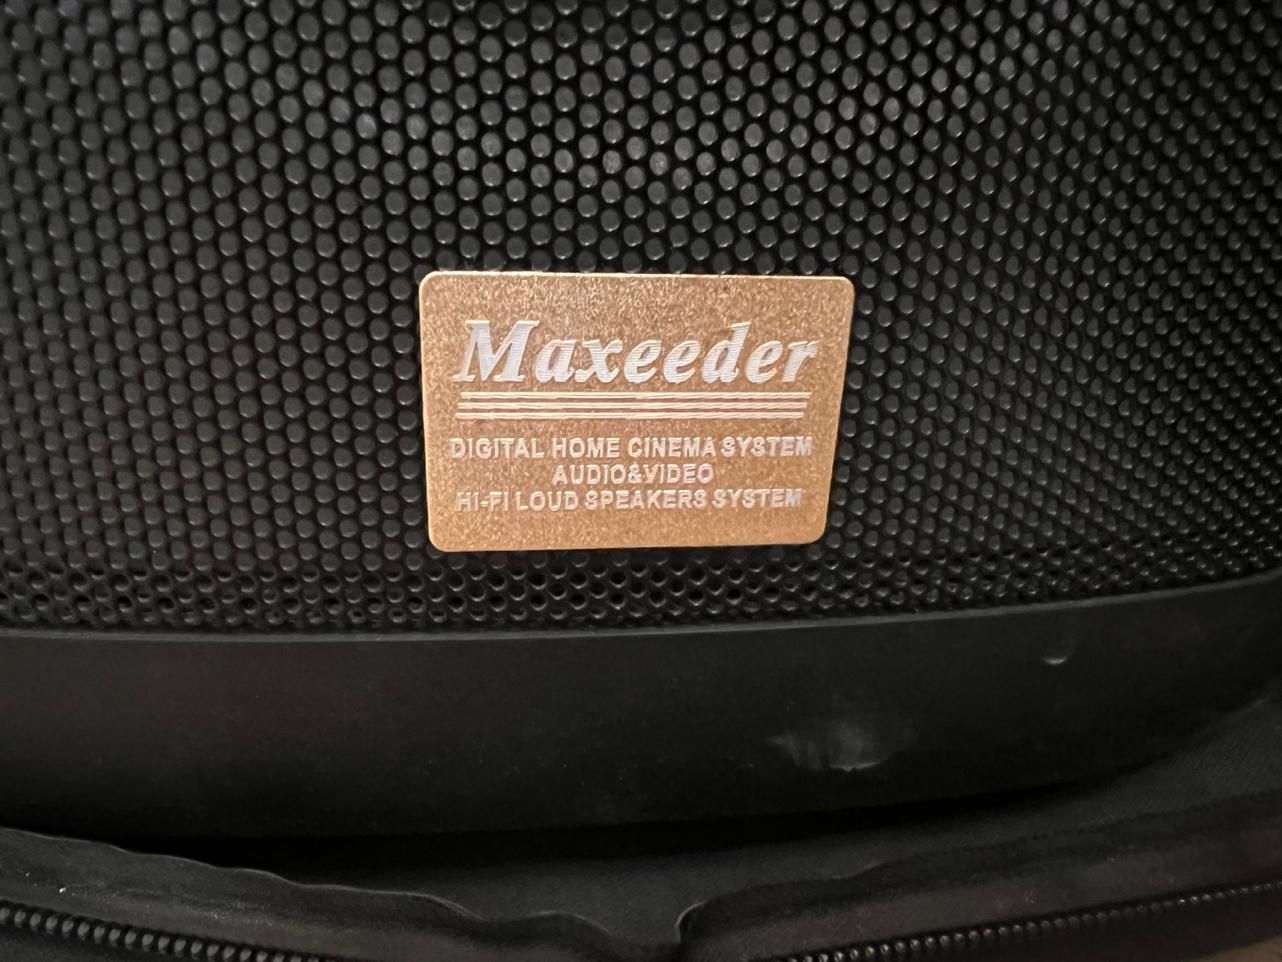 Maxeeder
DIGITAL HOME CINEMA SYSTEM
AUDIO&VIDEO
HI-FI LOUD SPEAKERS SYSTEM